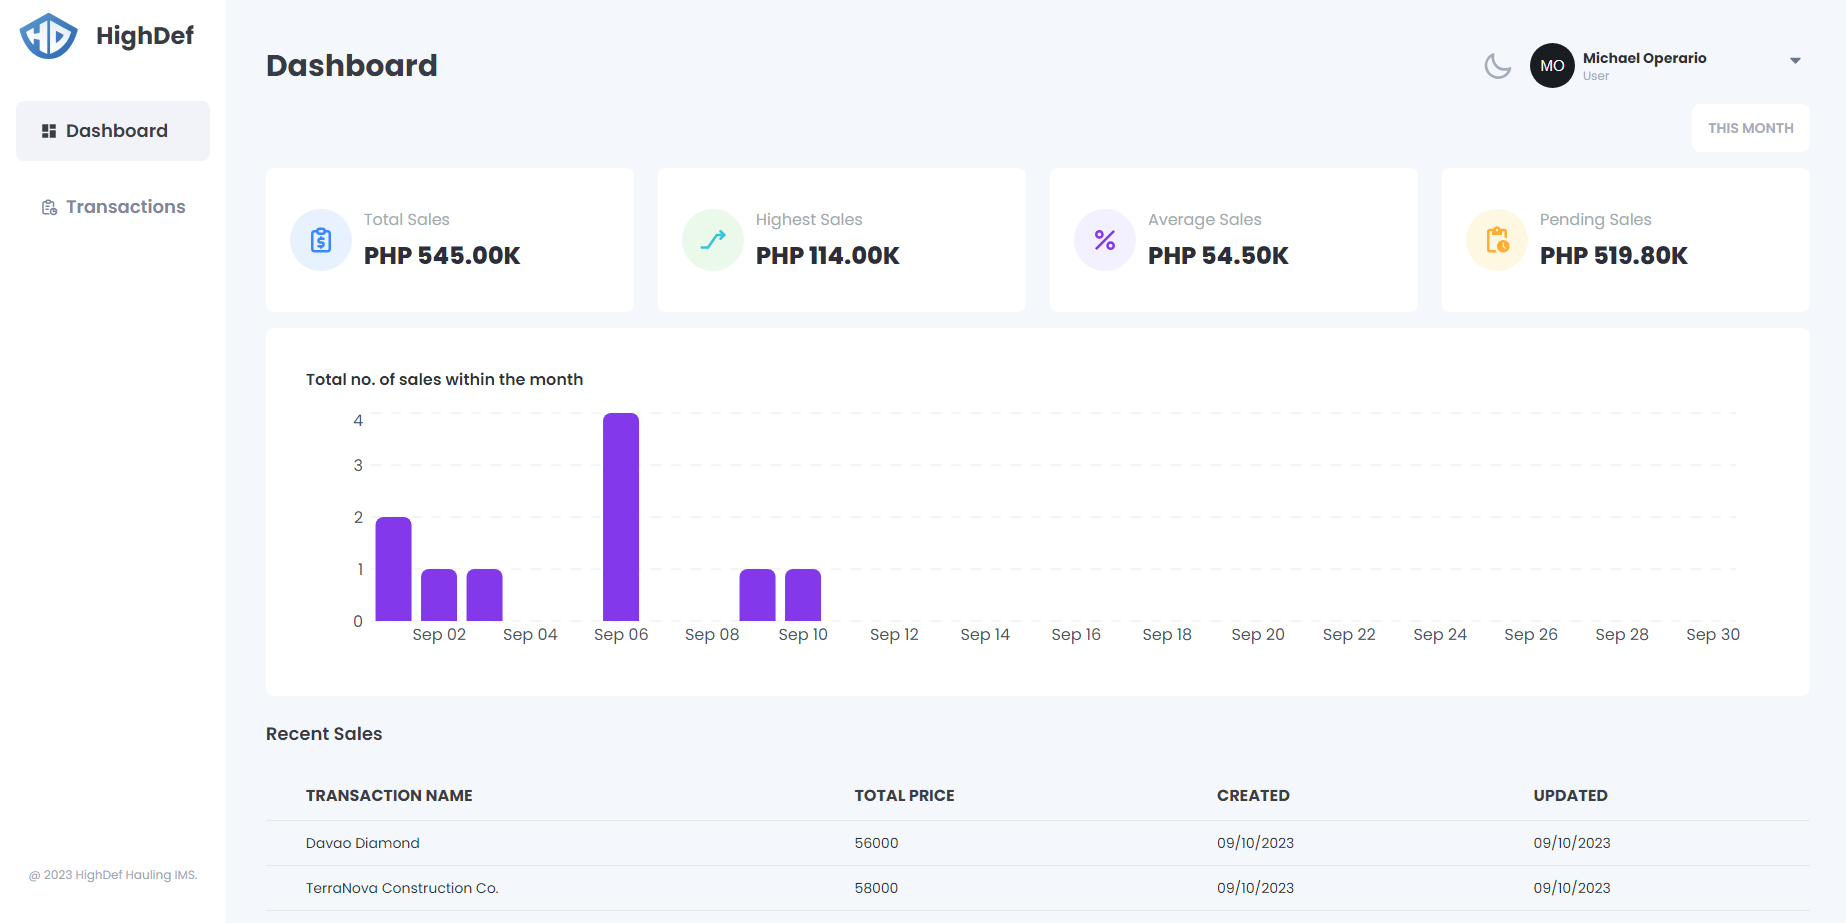 HighDef
Dashboard
Transactions
@ 2023 HighDef Hauling IMS.
Dashboard
MO
Michael Operario
User
THIS MONTH
Total Sales
PHP 545.00K
Highest Sales
PHP 114.00K
Average Sales
PHP 54.50K
Pending Sales
PHP 519.80K
Total no. of sales within the month
4
3
2
1
0
Sep 02 Sep 04 Sep 06 Sep 08 Sep 10 Sep 12 Sep 14 Sep 16 Sep 18 Sep 20 Sep 22 Sep 24 Sep 26 Sep 28 Sep 30
Recent Sales
TRANSACTION NAME TOTAL PRICE CREATED UPDATED
Davao Diamond 56000 09/10/2023 09/10/2023
TerraNova Construction Co. 58000 09/10/2023 09/10/2023